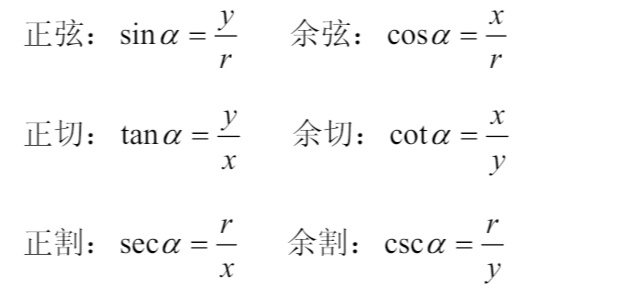 正弦：sinα = y/r 余弦：cosα = x/r
正切：tanα = y/x 余切：cotα = x/y
正割：secα = r/x 余割：cscα = r/y